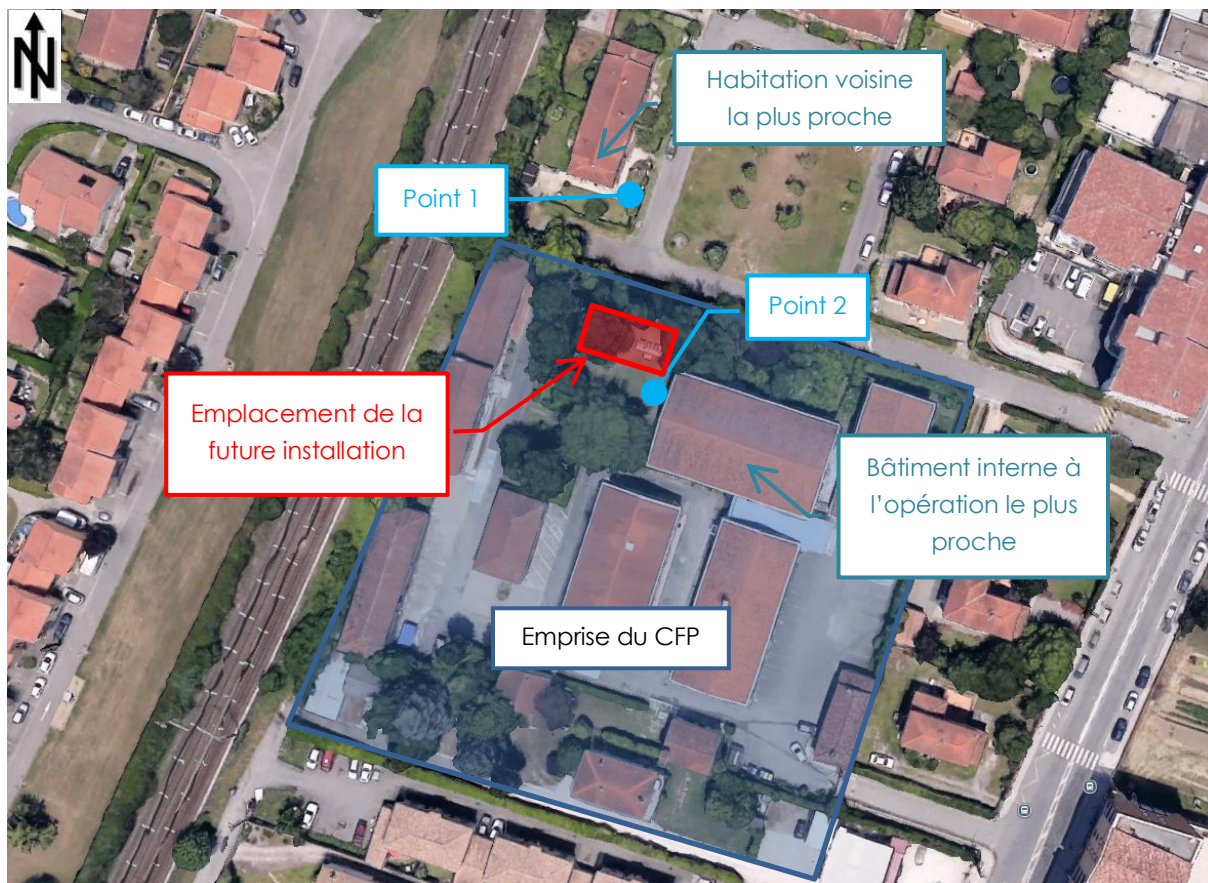 N
Habitation voisine
la plus proche
Point 1
Point 2
Emplacement de la
future installation
Bâtiment interne à
l'opération le plus
proche
Emprise du CFP